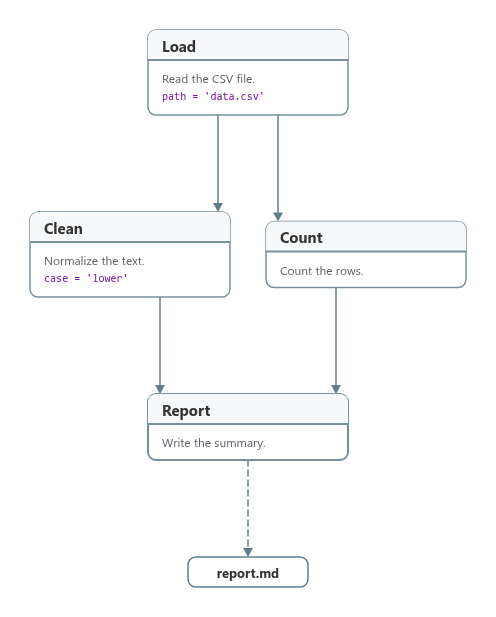 Load
Read the CSV file.
path = 'data.csv'
Clean
Normalize the text.
case = 'lower'
Count
Count the rows.
Report
Write the summary.
report.md